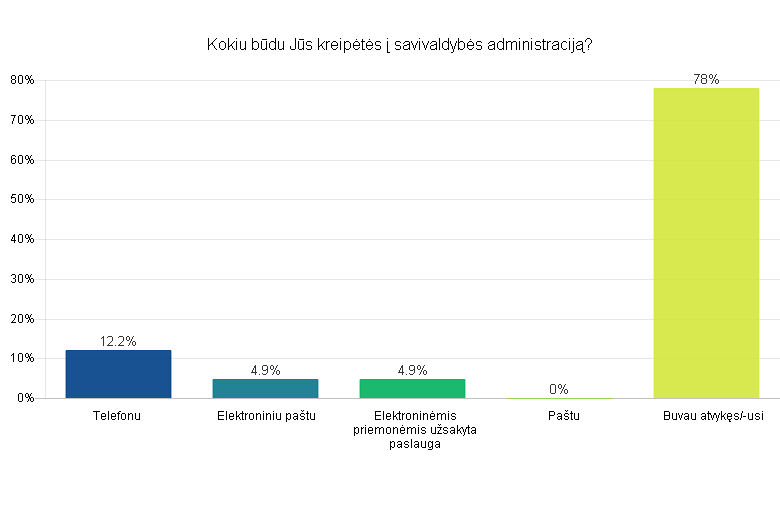 Kokiu būdu Jūs kreipėtės į savivaldybės administraciją?
80%
70%
60%
50%
40%
30%
20%
10%
0%
12.2%
4.9%
4.9%
0%
78%
Telefonu
Elektroniniu paštu
Elektroninėmis
priemonėmis užsakyta
paslauga
Paštu
Buvau atvykęs/-usi